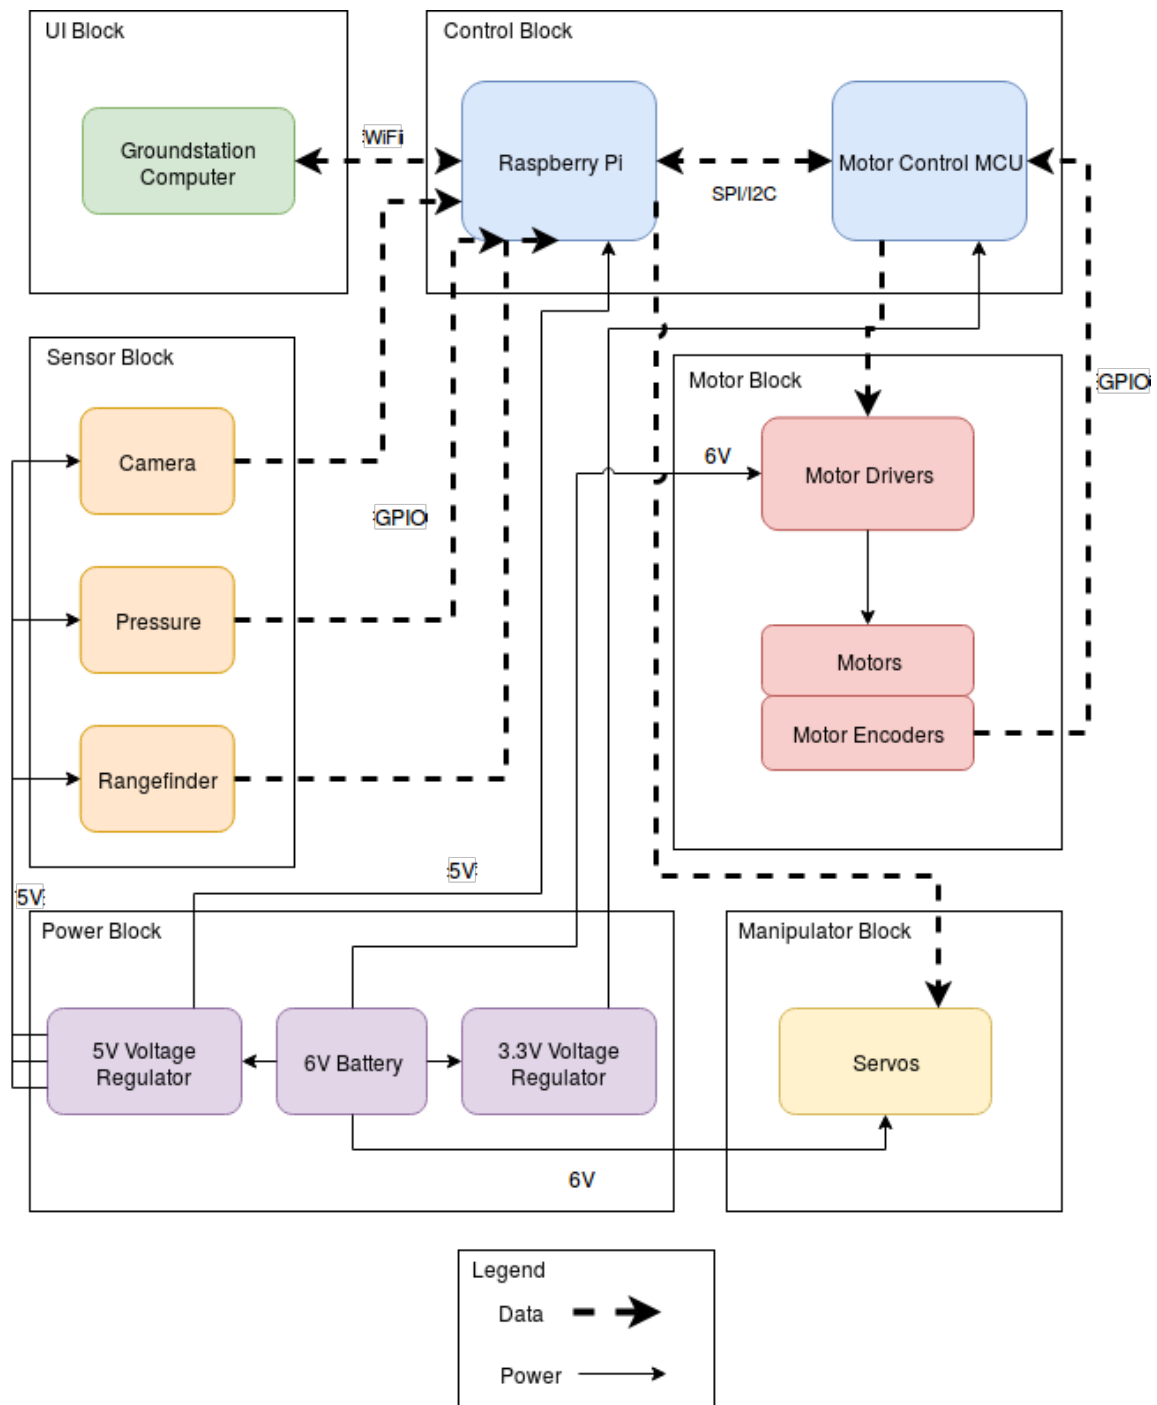 UI Block
Control Block
Groundstation
Computer
WiFi
Raspberry Pi
SPI/I2C
Motor Control MCU
Sensor Block
Camera
GPIO
Pressure
Rangefinder
Motor Block
GPIO
6V
Motor Drivers
Motors
Motor Encoders
5V
5V
Power Block
5V Voltage
Regulator
6V Battery
3.3V Voltage
Regulator
6V
Manipulator Block
Servos
Legend
Data
Power